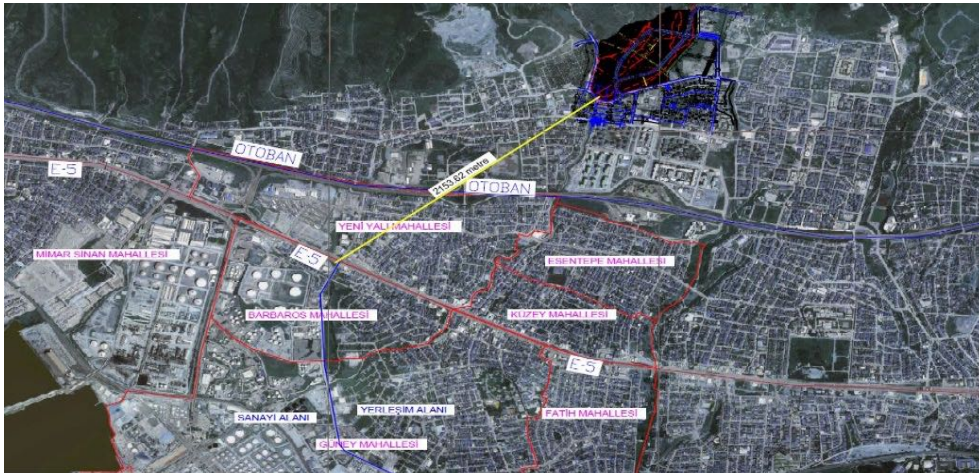 OTOBAN
E-5
2153.62 metre
OTOBAN
YENİ YALI MAHALLESİ
MİMAR SİNAN MAHALLESİ
E-5
ESENTEPE MAHALLESİ
BARBAROS MAHALLESİ
KUZEY MAHALLESİ
E-5
SANAYİ ALANI
YERLEŞİM ALANI
FATİH MAHALLESİ
GÜNEY MAHALLESİ